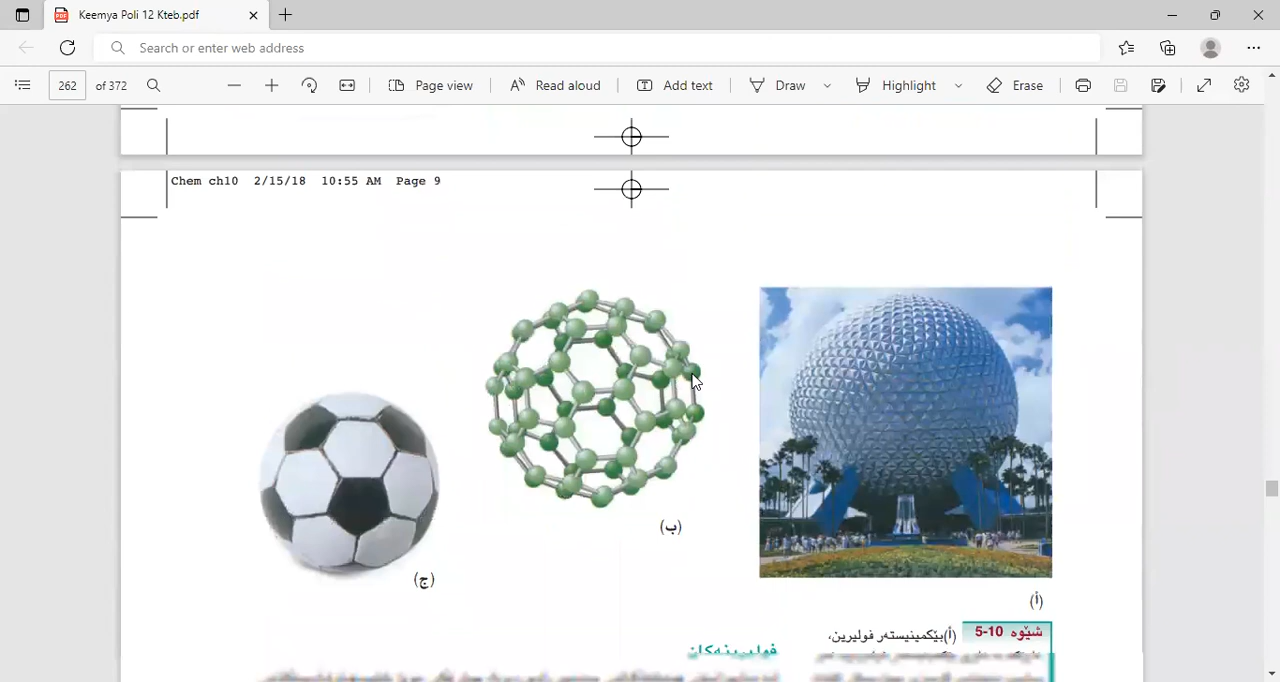 Keemya Poli 12 Kteb.pdf
Search or enter web address
262 of 372
Page view
Read aloud
Add text
Draw
Highlight
Erase
Chem ch10 2/15/18 10:55 AM Page 9
(ب)
(ج)
(أ)
شێوە 10-5 (أ)بێکمینیستەر فولیرین،
فولیرینەکان